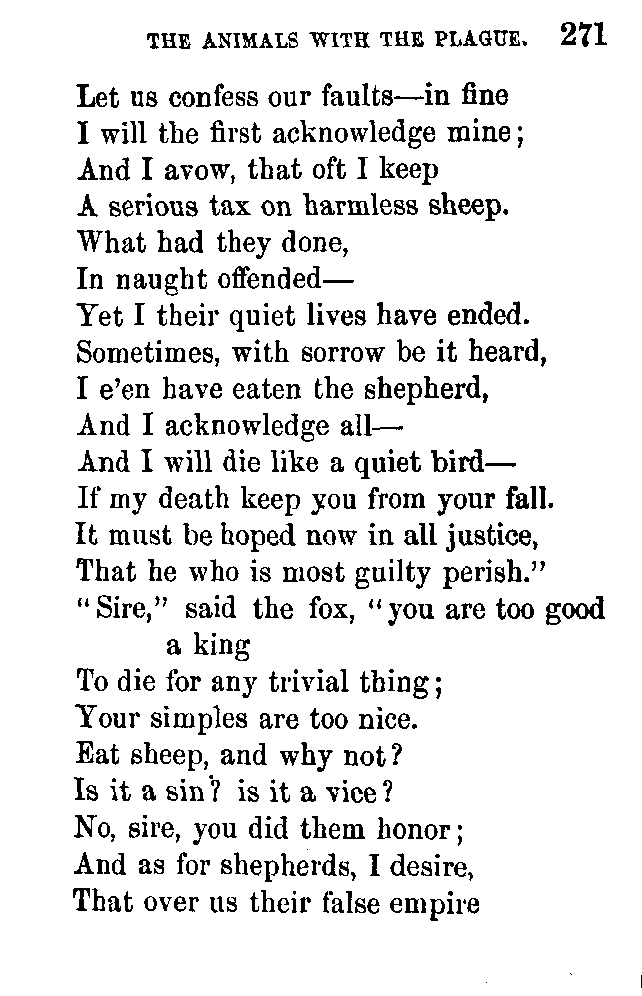 THE ANIMALS WITH THE PLAGUE. 271
Let us confess our faults—in fine
I will the first acknowledge mine;
And I avow, that oft I keep
A serious tax on harmless sheep.
What had they done,
In naught offended—
Yet I their quiet lives have ended.
Sometimes, with sorrow be it heard,
I e'en have eaten the shepherd,
And I acknowledge all—
And I will die like a quiet bird—
If my death keep you from your fall.
It must be hoped now in all justice,
That he who is most guilty perish."
"Sire," said the fox, "you are too good
a king
To die for any trivial thing;
Your simples are too nice.
Eat sheep, and why not?
Is it a sin? is it a vice?
No, sire, you did them honor;
And as for shepherds, I desire,
That over us their false empire